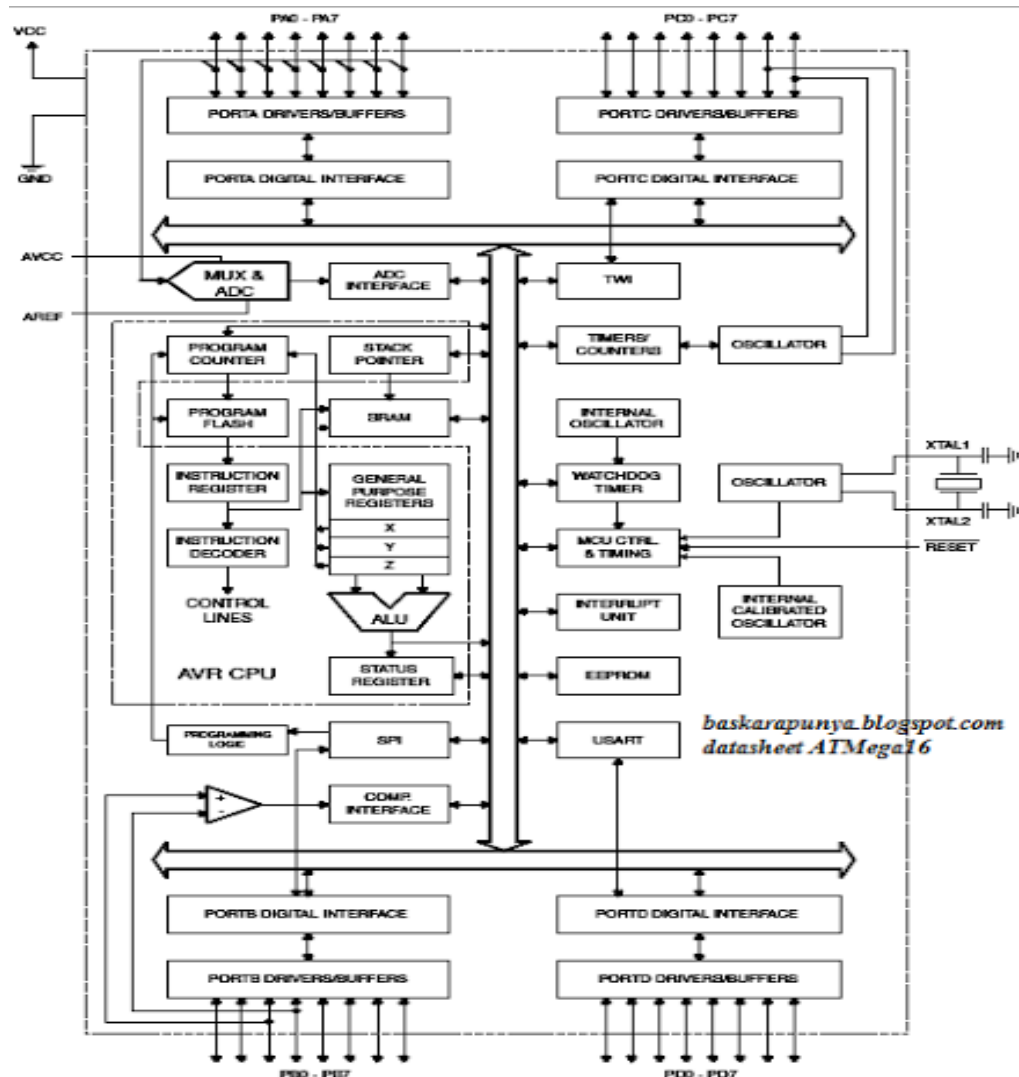 PA0 - PA7
PC0 - PC7
VCC
PORTA DRIVERS/BUFFERS
PORTC DRIVERS/BUFFERS
GND
PORTA DIGITAL INTERFACE
PORTC DIGITAL INTERFACE
AVCC
MUX &
ADC
ADC
INTERFACE
TWI
AREF
PROGRAM
COUNTER
STACK
POINTER
TIMERS/
COUNTERS
OSCILLATOR
PROGRAM
FLASH
SRAM
INTERNAL
OSCILLATOR
XTAL1
INSTRUCTION
REGISTER
GENERAL
PURPOSE
REGISTERS
WATCHDOG
TIMER
OSCILLATOR
X
XTAL2
INSTRUCTION
DECODER
Y
MCU CTRL
& TIMING
RESET
Z
CONTROL
LINES
ALU
INTERRUPT
UNIT
INTERNAL
CALIBRATED
OSCILLATOR
AVR CPU
STATUS
REGISTER
EEPROM
PROGRAMMING
LOGIC
SPI
USART
baskarapunya.blogspot.com
datasheet ATMega16
+
-
COMP.
INTERFACE
PORTB DIGITAL INTERFACE
PORTD DIGITAL INTERFACE
PORTB DRIVERS/BUFFERS
PORTD DRIVERS/BUFFERS
PB0 - PB7
PD0 - PD7